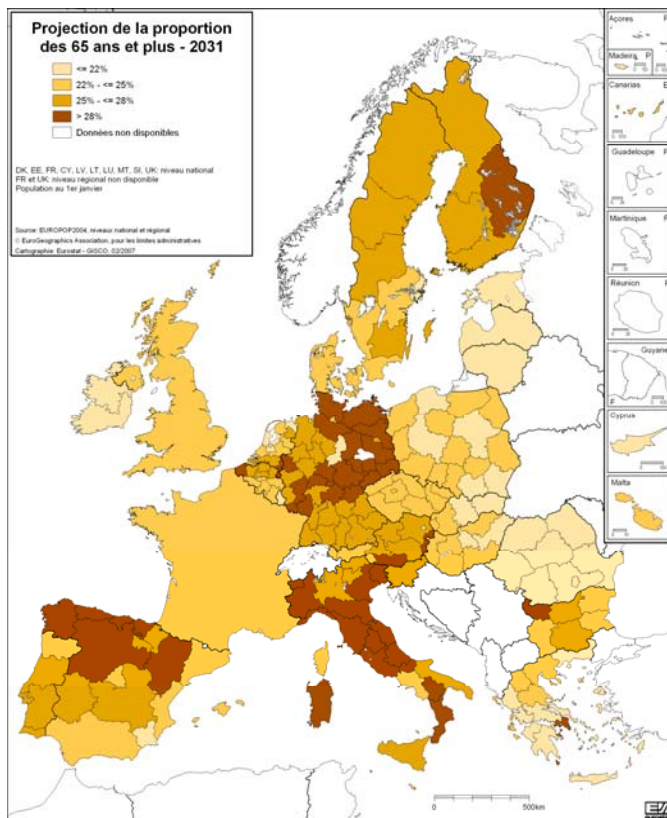 Projection de la proportion
des 65 ans et plus - 2031
<= 22%
22% - <= 25%
25% - <= 28%
> 28%
Données non disponibles
DK, EE, FR, CY, LV, LT, LU, MT, SI, UK: niveau national
FR et UK: niveau régional non disponible
Population au 1er janvier
Source: EUROPOP2004, niveaux national et régional
© EuroGeographics Association, pour les limites administratives
Cartographie: Eurostat - GISCO, 02/2007
Açores P
Madeira P
Canarias E
Guadeloupe F
Martinique F
Réunion F
Guyane
F
Cyprus
Malta
0 500km